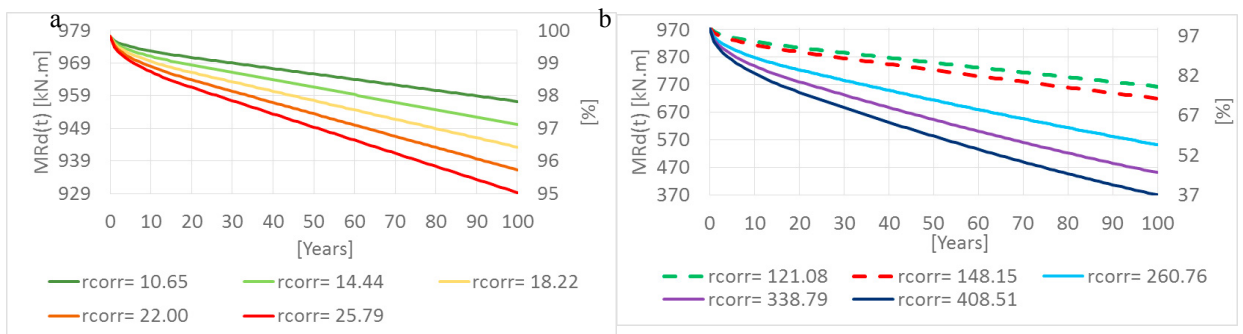 a
MRd(t) [kN.m]
979
969
959
949
939
929
100
99
98
97
96
95
[%]
0 10 20 30 40 50 60 70 80 90 100
[Years]
rcorr= 10.65 rcorr= 14.44 rcorr= 18.22
rcorr= 22.00 rcorr= 25.79
b
MRd(t) [kN.m]
970
870
770
670
570
470
370
97
82
67
52
37
[%]
0 10 20 30 40 50 60 70 80 90 100
[Years]
rcorr= 121.08 rcorr= 148.15 rcorr= 260.76
rcorr= 338.79 rcorr= 408.51